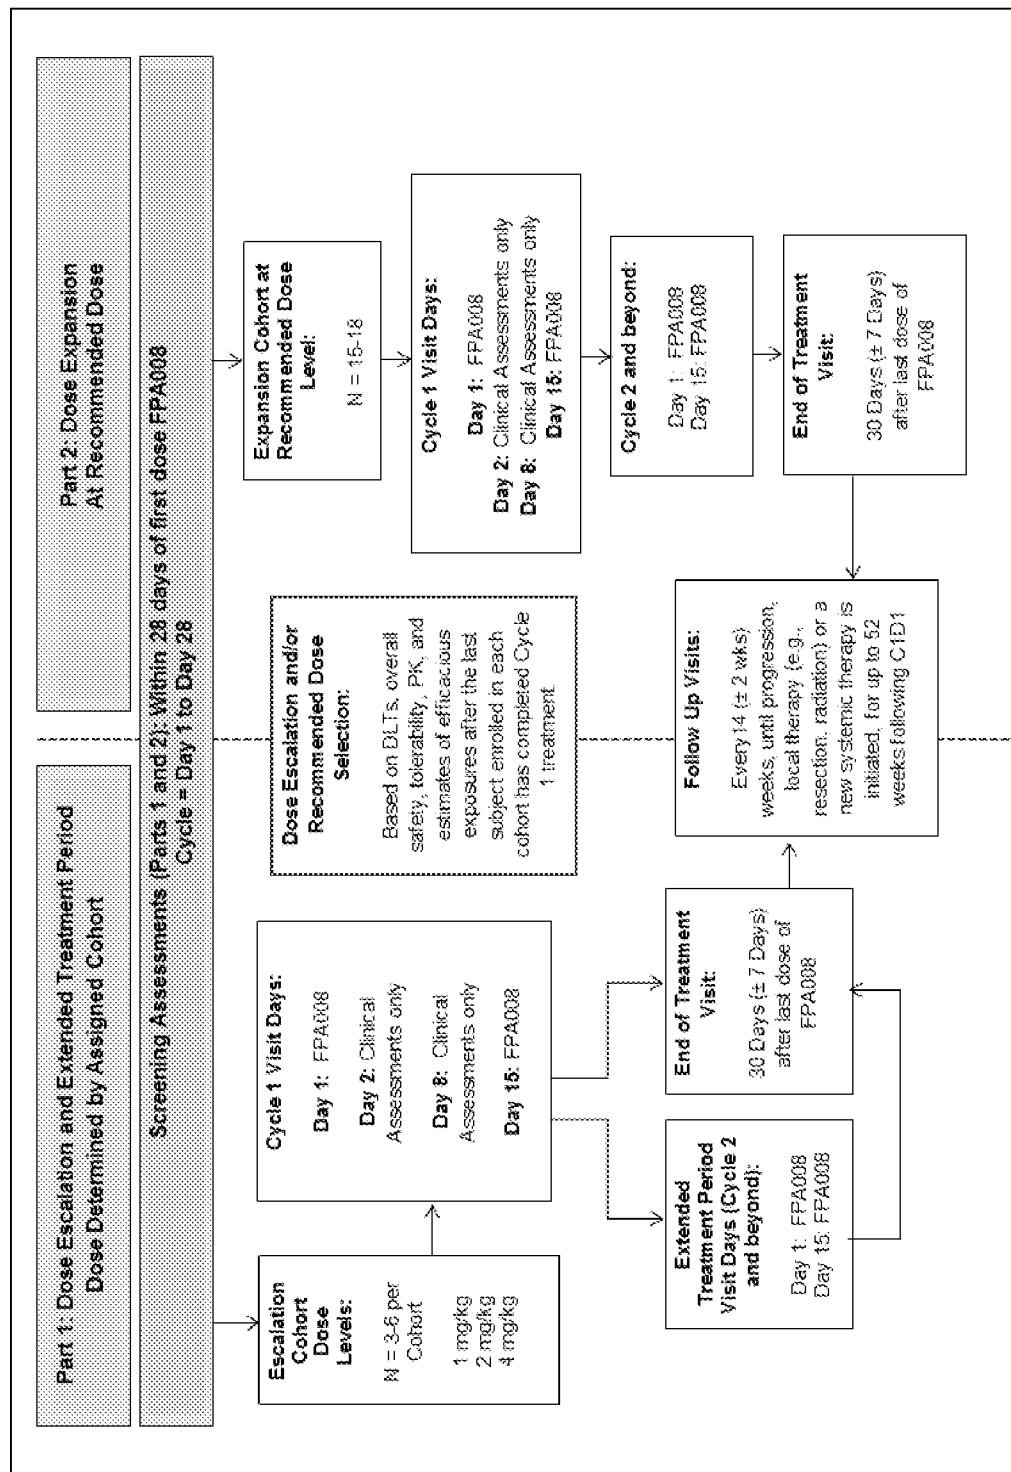 Part 1: Dose Escalation and Extended Treatment Period
Dose Determined by Assigned Cohort
Part 2: Dose Expansion
At Recommended Dose
Screening Assessments (Parts 1 and 2): Within 28 days of first dose FPA008
Cycle = Day 1 to Day 28
Escalation
Cohort
Dose
Levels:
N = 3-6 per
Cohort
1 mg/kg
2 mg/kg
4 mg/kg
Cycle 1 Visit Days:
Day 1: FPA008
Day 2: Clinical
Assessments only
Day 8: Clinical
Assessments only
Day 15: FPA008
Extended
Treatment Period
Visit Days (Cycle 2
and beyond):
Day 1: FPA008
Day 15: FPA008
End of Treatment
Visit:
30 Days (± 7 Days)
after last dose of
FPA008
Dose Escalation and/or
Recommended Dose
Selection:
Based on DLTs, overall
safety, tolerability, PK, and
estimates of efficacious
exposures after the last
subject enrolled in each
cohort has completed Cycle
1 treatment
Follow Up Visits:
Every 14 (± 2 wks)
weeks, until progression,
local therapy (e.g.,
resection, radiation) or a
new systemic therapy is
initiated, for up to 52
weeks following C1D1
Expansion Cohort at
Recommended Dose
Level:
N = 15-18
Cycle 1 Visit Days:
Day 1: FPA008
Day 2: Clinical Assessments only
Day 8: Clinical Assessments only
Day 15: FPA008
Cycle 2 and beyond:
Day 1: FPA008
Day 15: FPA008
End of Treatment
Visit:
30 Days (± 7 Days)
after last dose of
FPA008